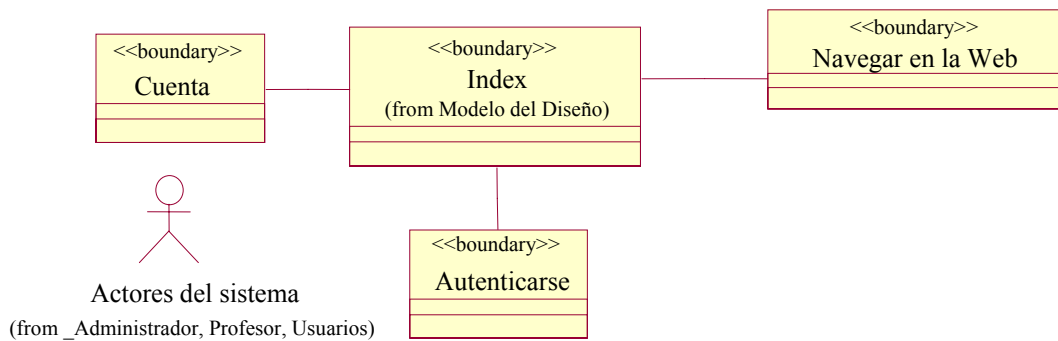 <<boundary>>
Cuenta
<<boundary>>
Index
(from Modelo del Diseño)
<<boundary>>
Navegar en la Web
<<boundary>>
Autenticarse
Actores del sistema
(from _Administrador, Profesor, Usuarios)